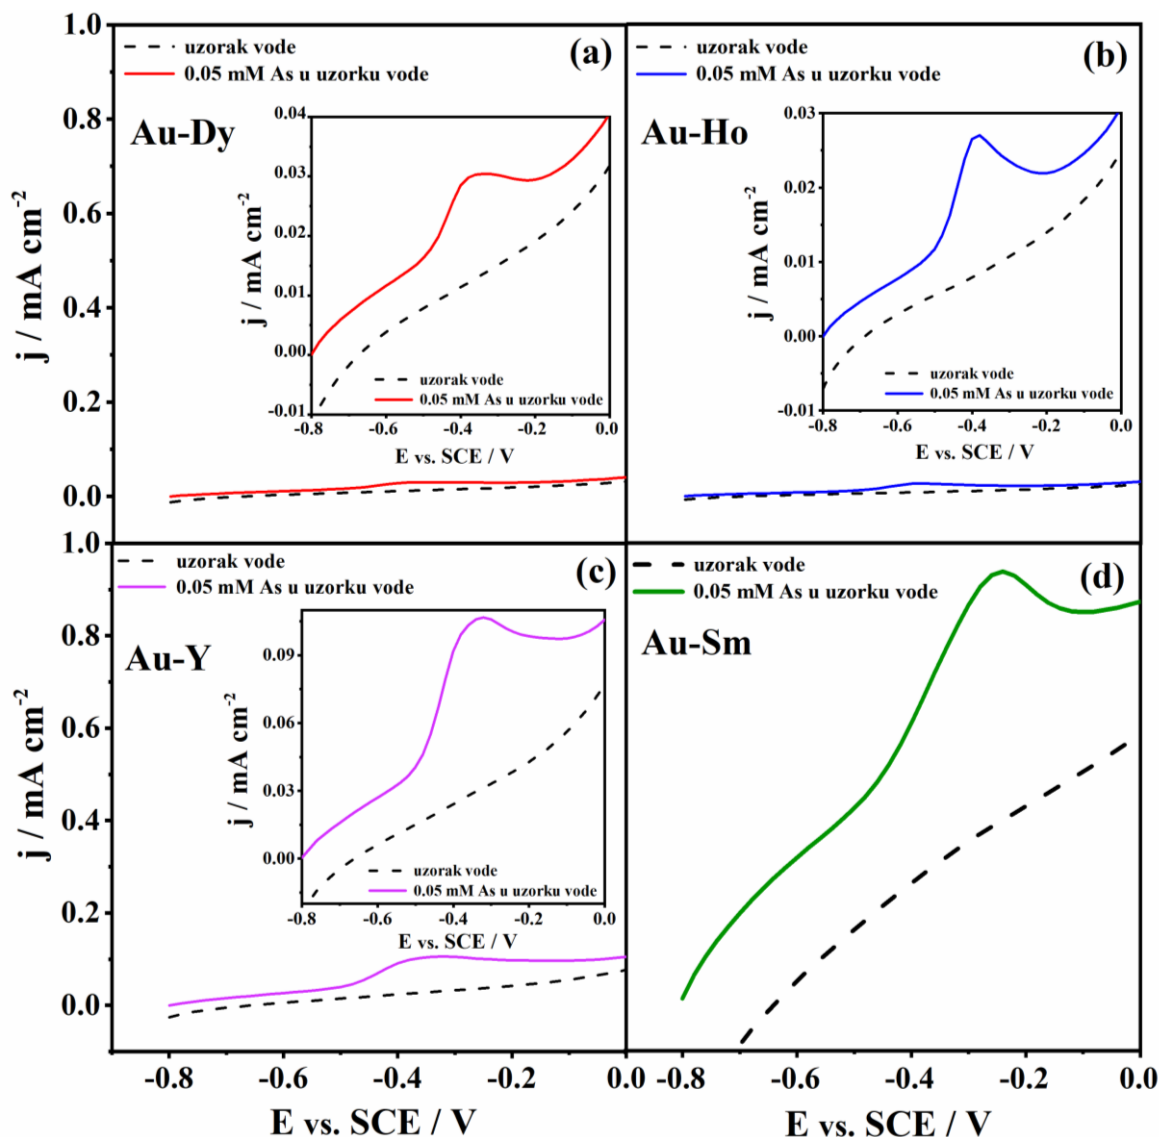 1.0
0.8
0.6
0.4
0.2
0.0
j / mA cm⁻²
uzorak vode
0.05 mM As u uzorku vode
(a)
Au-Dy
0.04
0.03
0.02
0.01
0.00
-0.01
j / mA cm⁻²
uzorak vode
0.05 mM As u uzorku vode
-0.8 -0.6 -0.4 -0.2 0.0
E vs. SCE / V
uzorak vode
0.05 mM As u uzorku vode
(b)
Au-Ho
0.03
0.02
0.01
0.00
-0.01
j / mA cm⁻²
uzorak vode
0.05 mM As u uzorku vode
-0.8 -0.6 -0.4 -0.2 0.0
E vs. SCE / V
1.0
0.8
0.6
0.4
0.2
0.0
j / mA cm⁻²
uzorak vode
0.05 mM As u uzorku vode
(c)
Au-Y
0.09
0.06
0.03
0.00
j / mA cm⁻²
uzorak vode
0.05 mM As u uzorku vode
-0.8 -0.6 -0.4 -0.2 0.0
E vs. SCE / V
-0.8 -0.6 -0.4 -0.2 0.0
E vs. SCE / V
uzorak vode
0.05 mM As u uzorku vode
(d)
Au-Sm
-0.8 -0.6 -0.4 -0.2 0.0
E vs. SCE / V